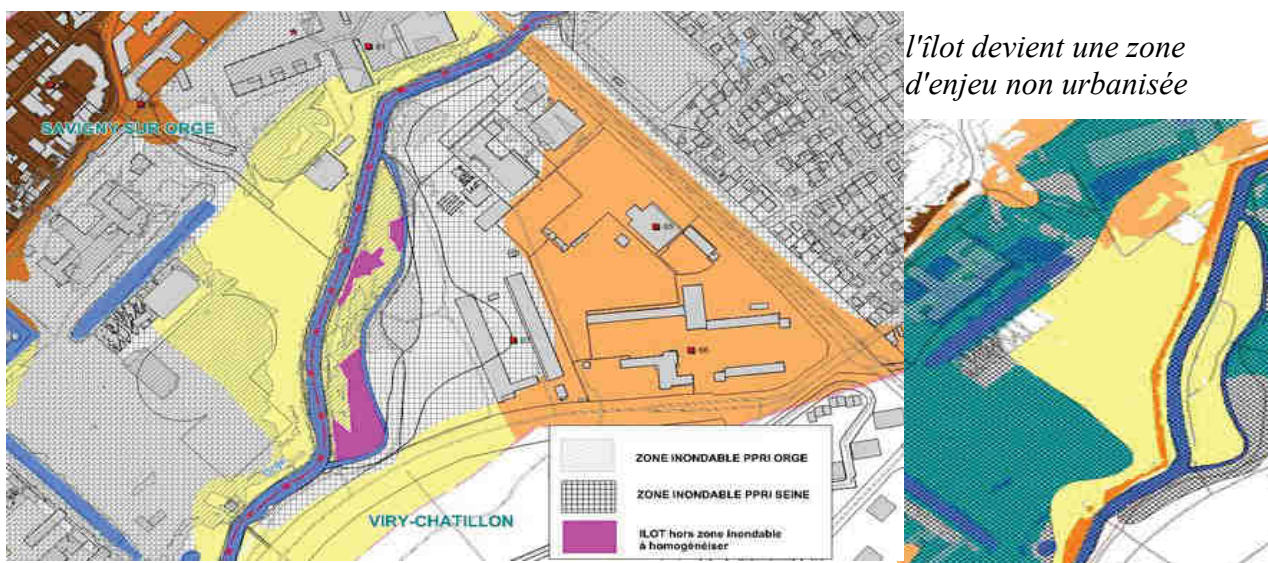 l'îlot devient une zone
d'enjeu non urbanisée
SAVIGNY-SUR ORGE
ZONE INONDABLE PPRI ORGE
ZONE INONDABLE PPRI SEINE
VIRY-CHATILLON
ILOT hors zone inondable
à homogénéiser